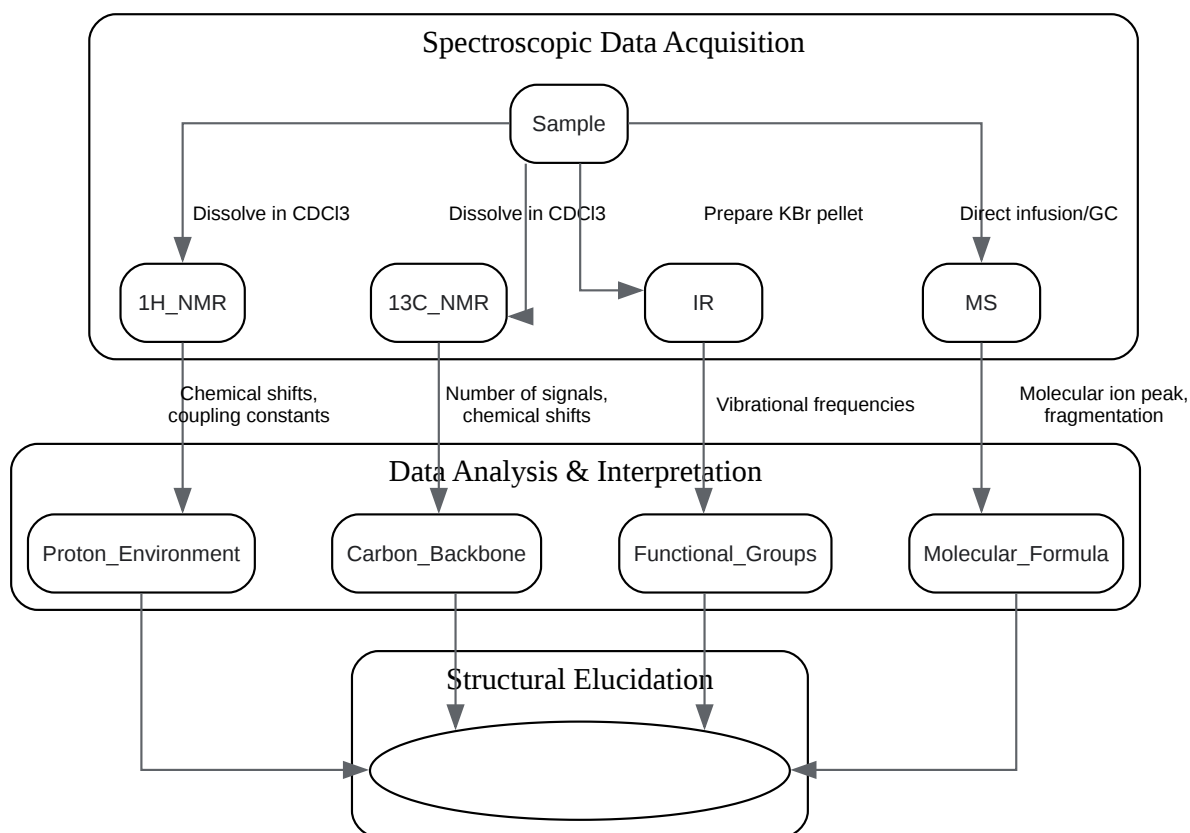 Spectroscopic Data Acquisition
Sample
Dissolve in CDCl3
Dissolve in CDCl3
Prepare KBr pellet
Direct infusion/GC
1H_NMR
13C_NMR
IR
MS
Chemical shifts,
coupling constants
Number of signals,
chemical shifts
Vibrational frequencies
Molecular ion peak,
fragmentation
Data Analysis & Interpretation
Proton_Environment
Carbon_Backbone
Functional_Groups
Molecular_Formula
Structural Elucidation